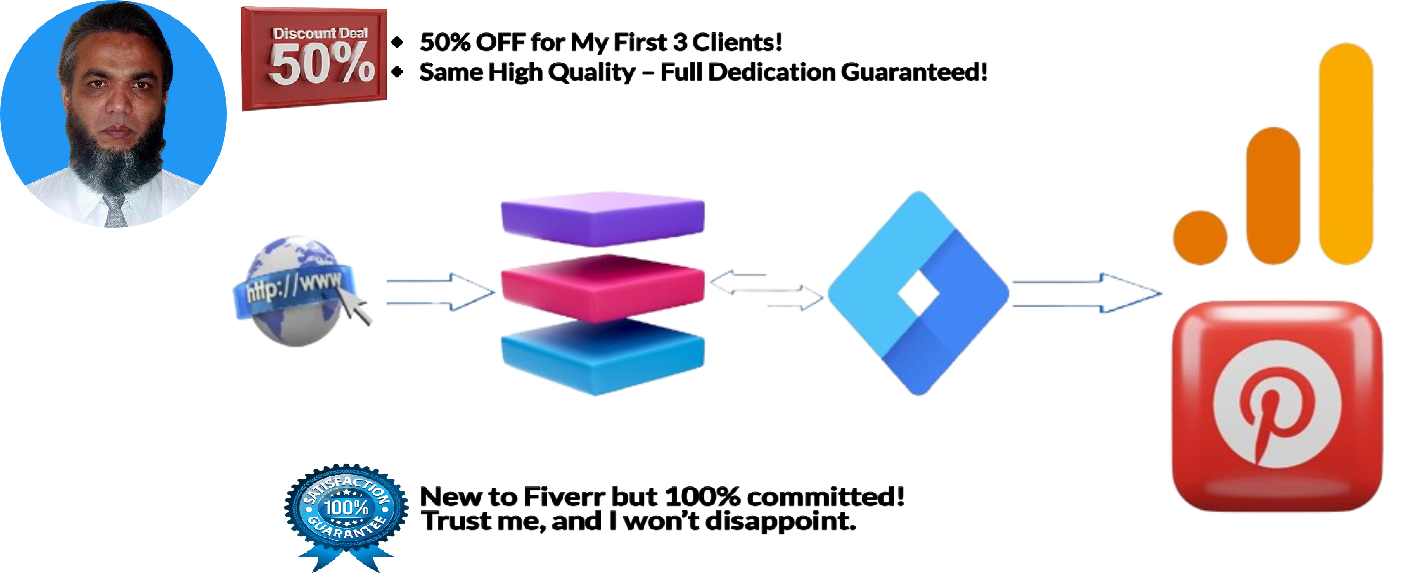 Discount Deal
50%
50% OFF for My First 3 Clients!
Same High Quality – Full Dedication Guaranteed!
http://www
SATISFACTION
100%
GUARANTEE
New to Fiverr but 100% committed!
Trust me, and I won’t disappoint.